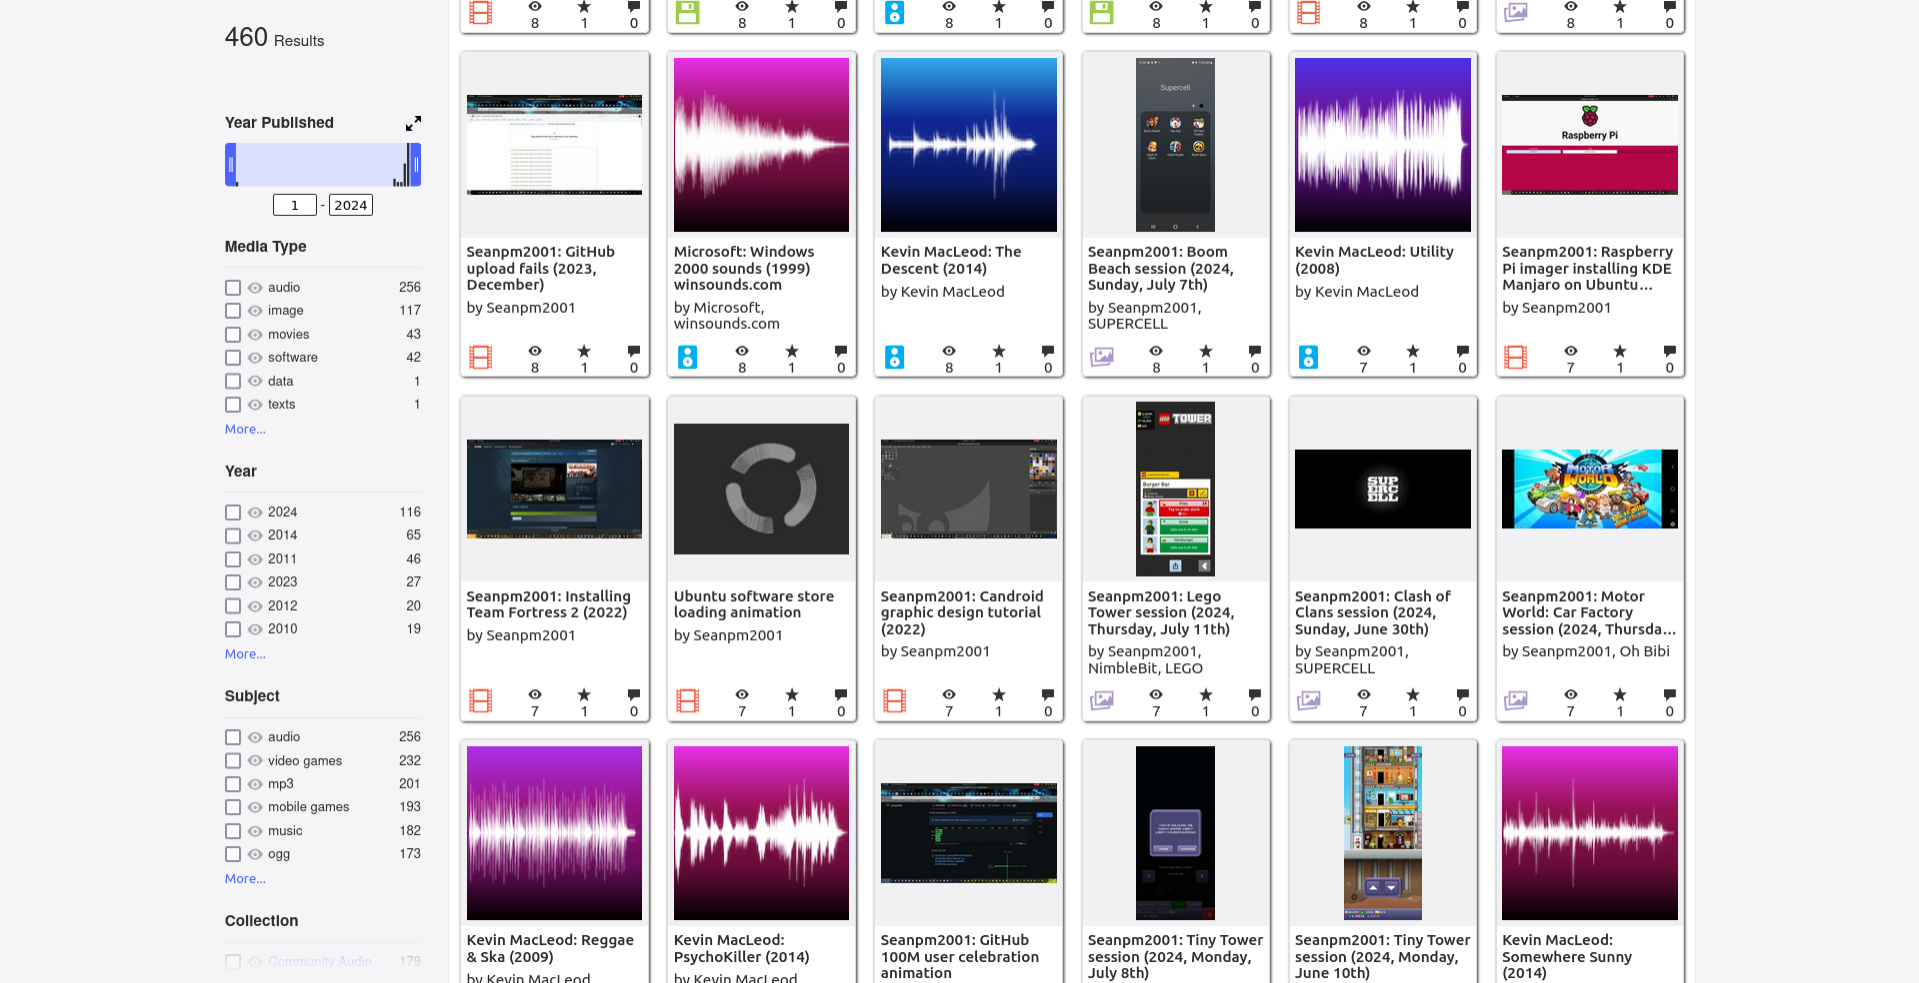 460 Results
Year Published
1 - 2024
Media Type
audio 256
image 117
movies 43
software 42
data 1
texts 1
More...
Year
2024 116
2014 65
2011 46
2023 27
2012 20
2010 19
More...
Subject
audio 256
video games 232
mp3 201
mobile games 193
music 182
ogg 173
More...
Collection
Community Audio 179
8 1 0
8 1 0
8 1 0
8 1 0
8 1 0
8 1 0
Seanpm2001: GitHub
upload fails (2023,
December)
by Seanpm2001
8 1 0
Microsoft: Windows
2000 sounds (1999)
winsounds.com
by Microsoft,
winsounds.com
8 1 0
Kevin MacLeod: The
Descent (2014)
by Kevin MacLeod
8 1 0
Supercell
Seanpm2001: Boom
Beach session (2024,
Sunday, July 7th)
by Seanpm2001,
SUPERCELL
8 1 0
Kevin MacLeod: Utility
(2008)
by Kevin MacLeod
7 1 0
Raspberry Pi
Seanpm2001: Raspberry
Pi imager installing KDE
Manjaro on Ubuntu...
by Seanpm2001
7 1 0
Seanpm2001: Installing
Team Fortress 2 (2022)
by Seanpm2001
7 1 0
Ubuntu software store
loading animation
by Seanpm2001
7 1 0
Seanpm2001: Candroid
graphic design tutorial
(2022)
by Seanpm2001
7 1 0
LEGO TOWER
Burger Bar
Seanpm2001: Lego
Tower session (2024,
Thursday, July 11th)
by Seanpm2001,
NimbleBit, LEGO
7 1 0
SUP
ERC
ELL
Seanpm2001: Clash of
Clans session (2024,
Sunday, June 30th)
by Seanpm2001,
SUPERCELL
7 1 0
MOTOR
WORLD
Seanpm2001: Motor
World: Car Factory
session (2024, Thursda...
by Seanpm2001, Oh Bibi
7 1 0
Kevin MacLeod: Reggae
& Ska (2009)
by Kevin MacLeod
Kevin MacLeod:
PsychoKiller (2014)
by Kevin MacLeod
Seanpm2001: GitHub
100M user celebration
animation
Seanpm2001: Tiny Tower
session (2024, Monday,
July 8th)
Seanpm2001: Tiny Tower
session (2024, Monday,
June 10th)
Kevin MacLeod:
Somewhere Sunny
(2014)